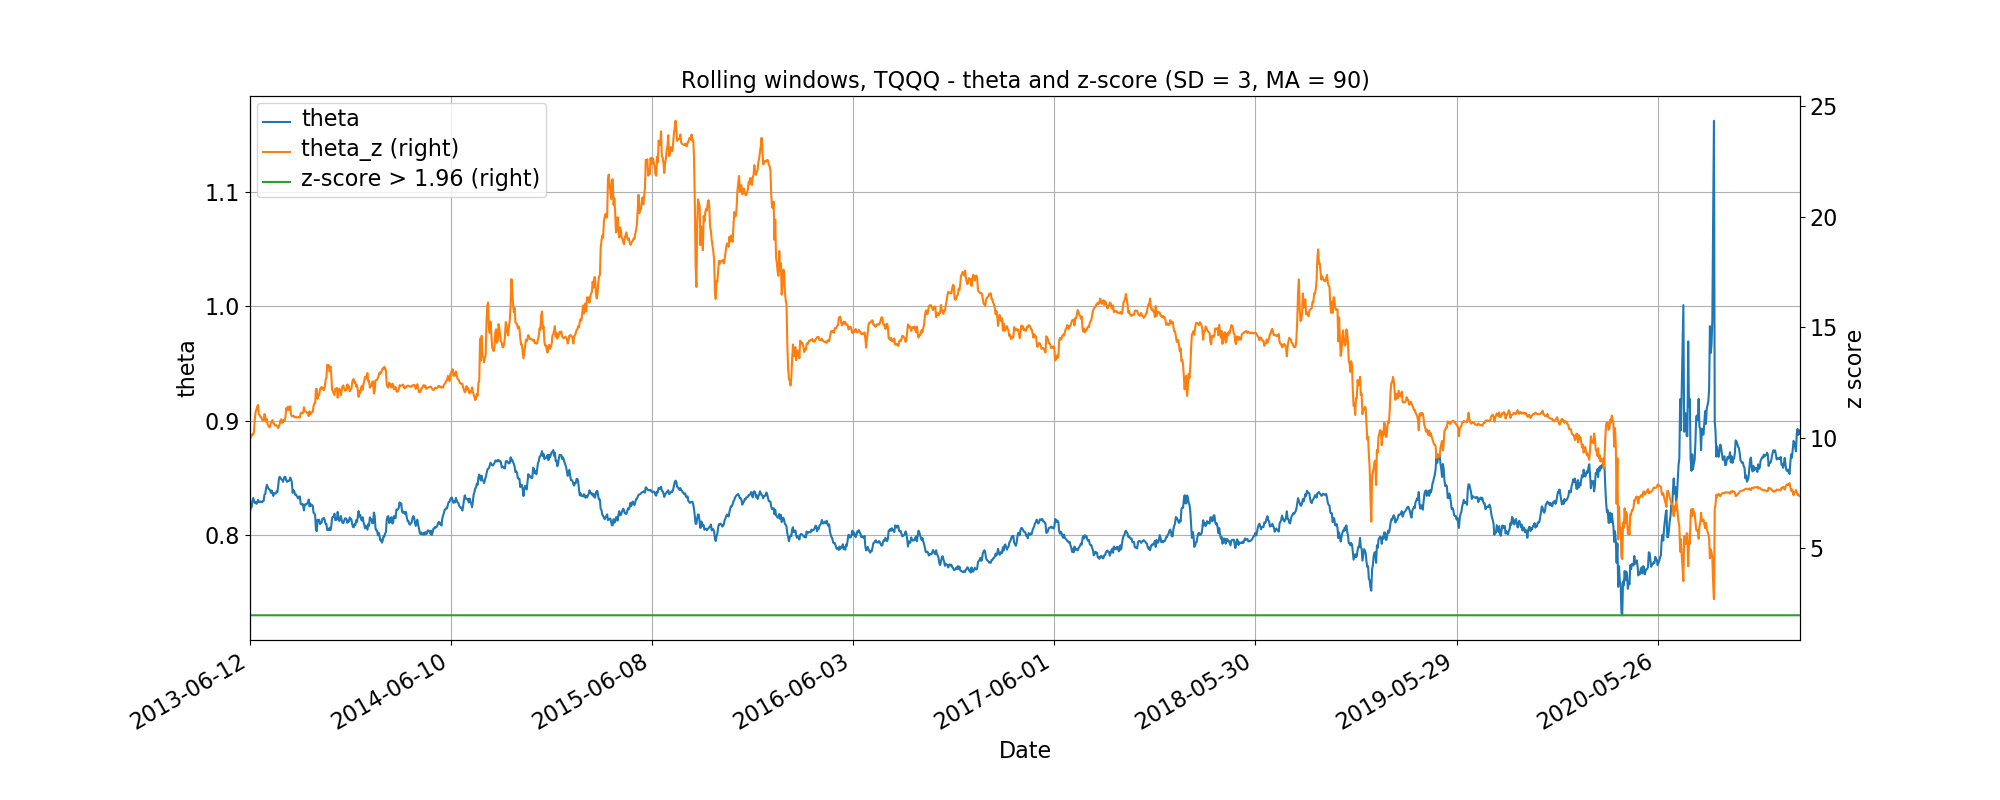 Rolling windows, TQQQ - theta and z-score (SD = 3, MA = 90)
theta
theta_z (right)
z-score > 1.96 (right)
1.1
1.0
0.9
0.8
theta
25
20
15
10
5
z score
2013-06-12
2014-06-10
2015-06-08
2016-06-03
2017-06-01
2018-05-30
2019-05-29
2020-05-26
Date